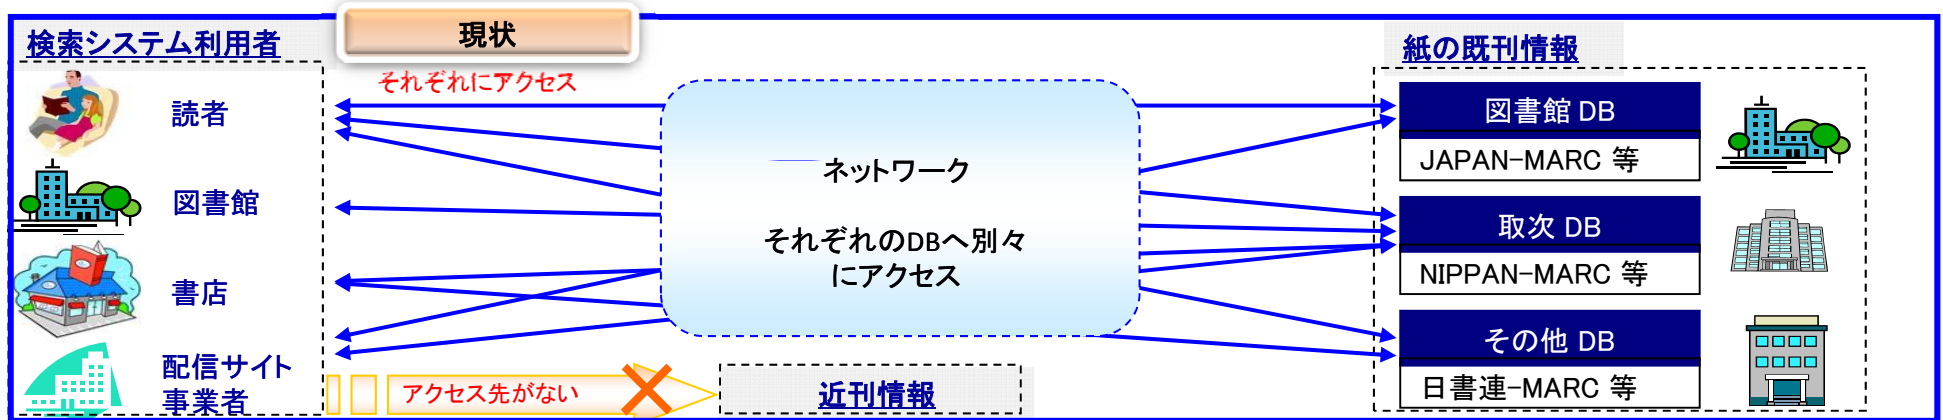 現状
検索システム利用者
それぞれにアクセス
読者
図書館
書店
配信サイト
事業者
ネットワーク
それぞれのDBへ別々
にアクセス
アクセス先がない
近刊情報
紙の既刊情報
図書館 DB
JAPAN-MARC 等
取次 DB
NIPPAN-MARC 等
その他 DB
日書連-MARC 等